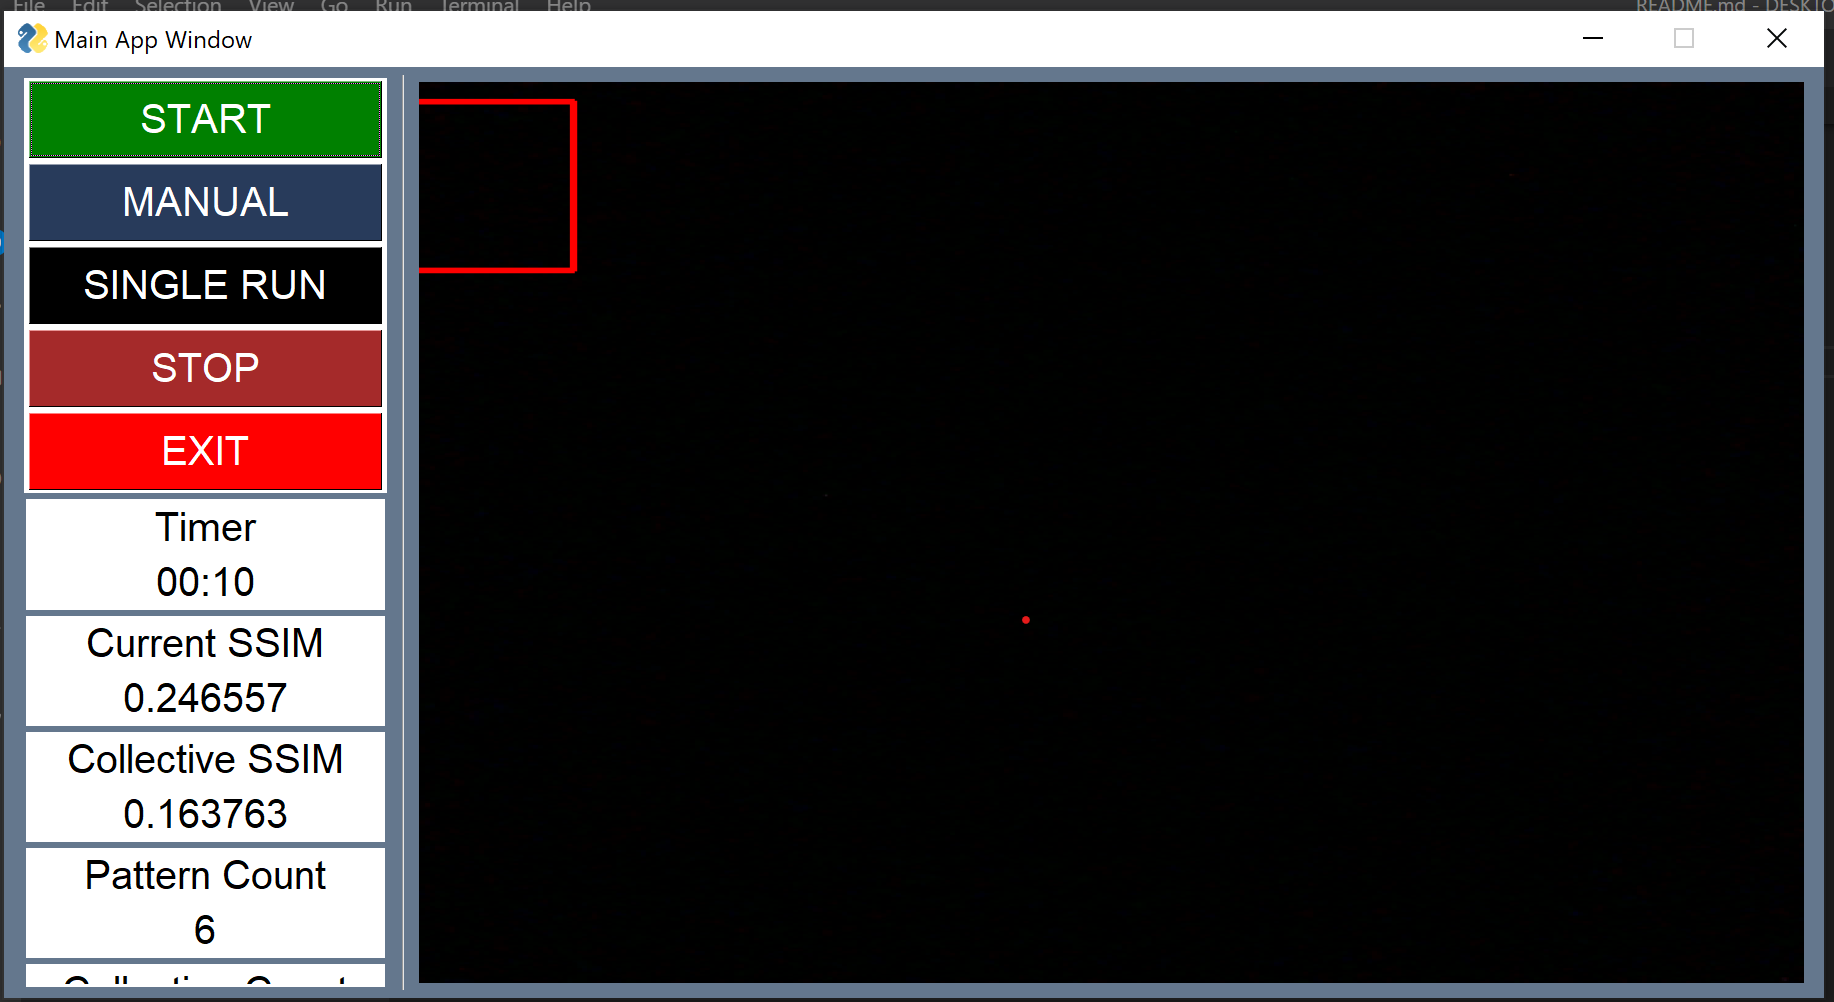 File Edit Selection View Go Run Terminal Help
README.md - DESKTO
Main App Window
START
MANUAL
SINGLE RUN
STOP
EXIT
Timer
00:10
Current SSIM
0.246557
Collective SSIM
0.163763
Pattern Count
6